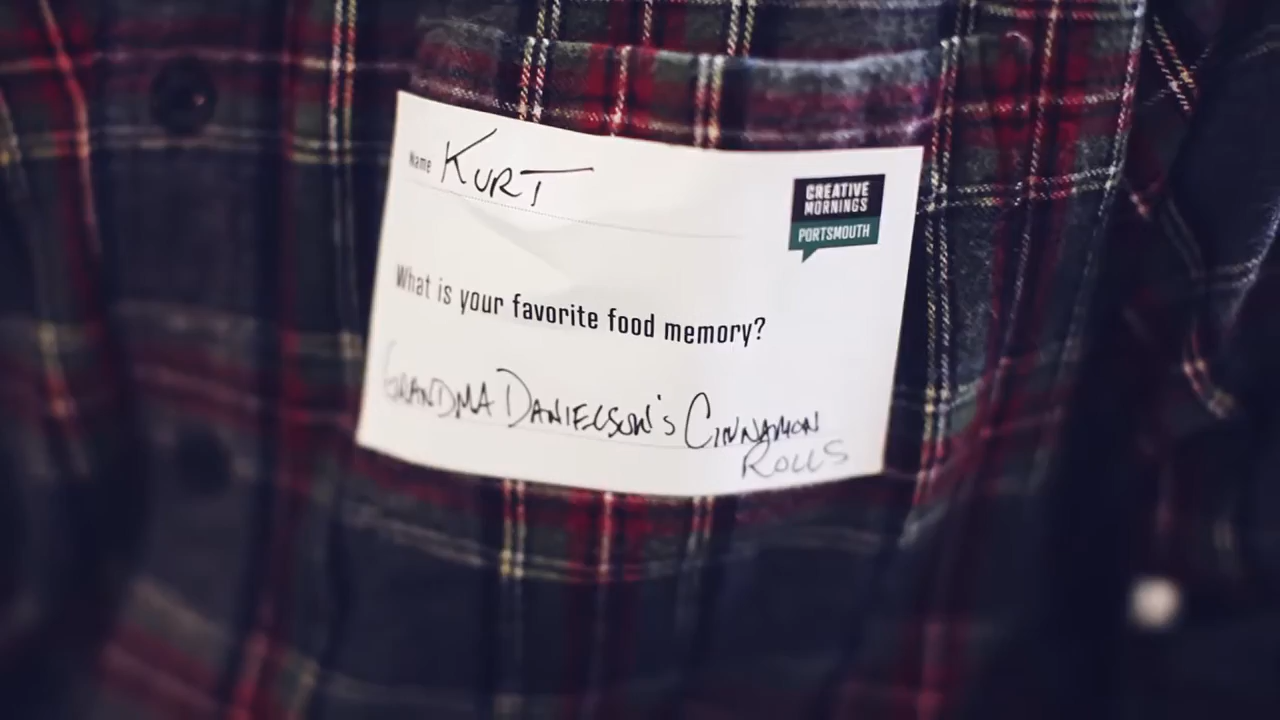 Name KURT
CREATIVE
MORNINGS
PORTSMOUTH
What is your favorite food memory?
GRANDMA DANIELSON'S CINNAMON
ROLLS